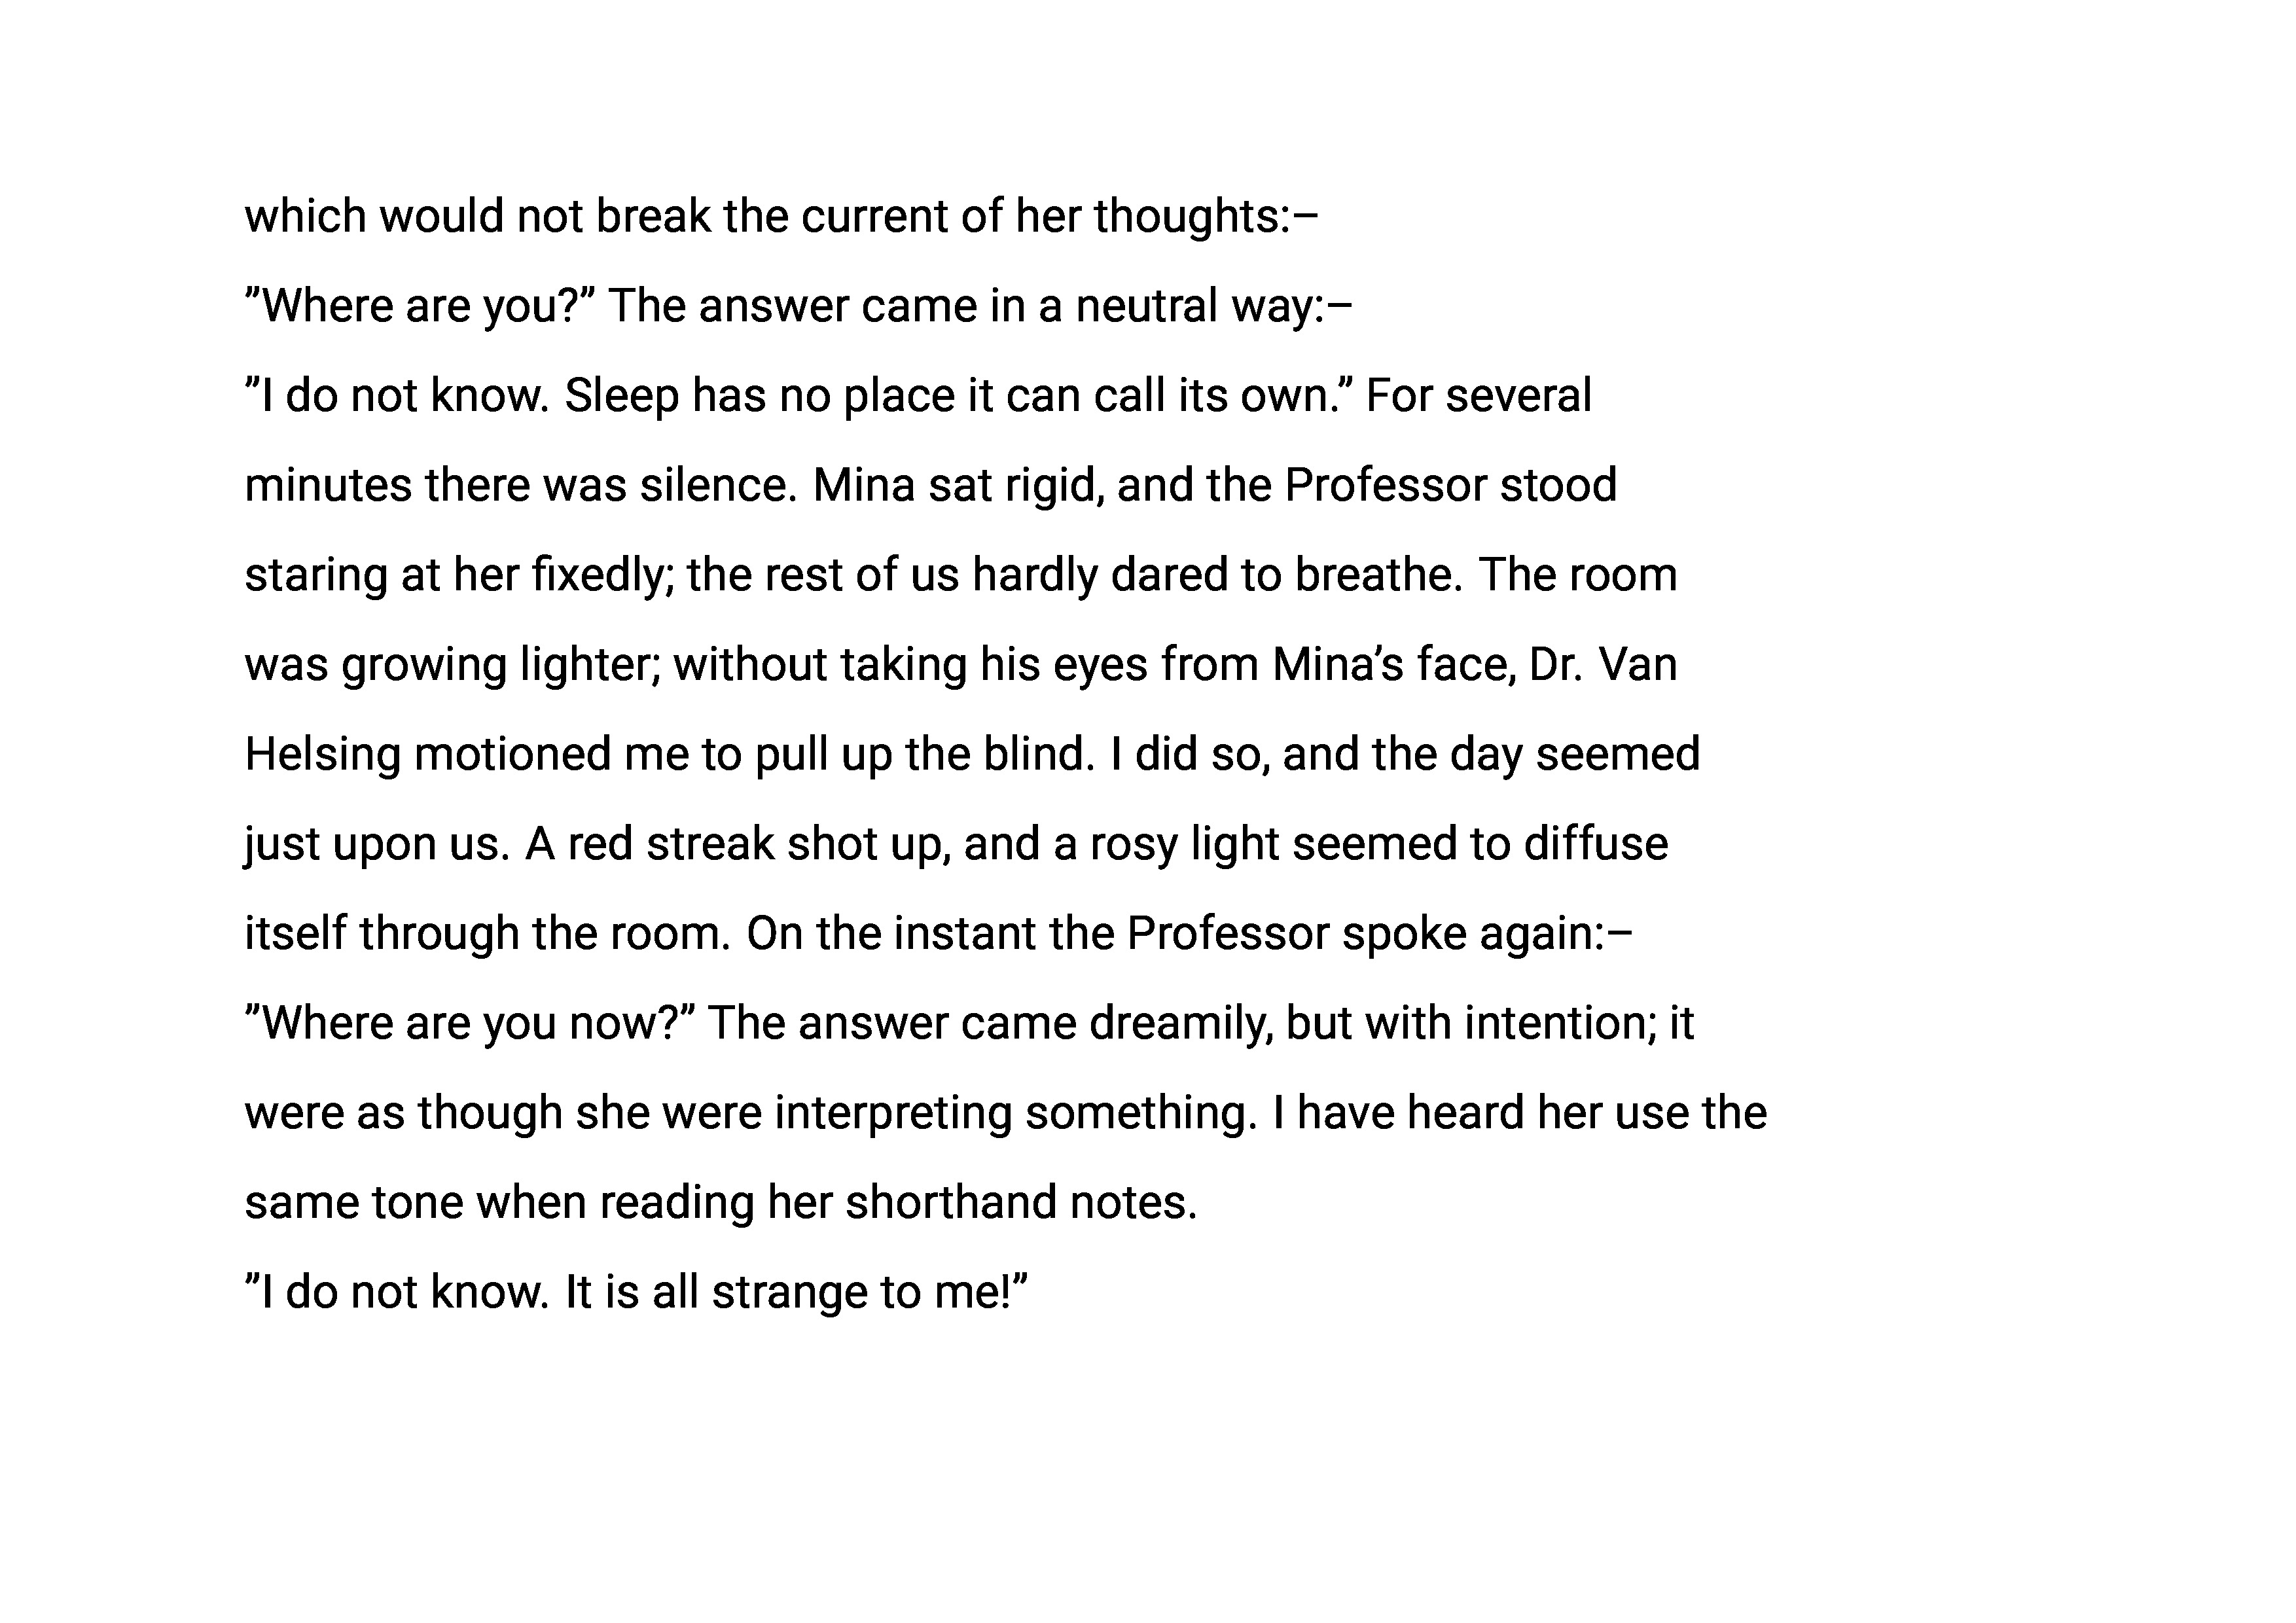 which would not break the current of her thoughts:–
”Where are you?” The answer came in a neutral way:–
”I do not know. Sleep has no place it can call its own.” For several
minutes there was silence. Mina sat rigid, and the Professor stood
staring at her fixedly; the rest of us hardly dared to breathe. The room
was growing lighter; without taking his eyes from Mina’s face, Dr. Van
Helsing motioned me to pull up the blind. I did so, and the day seemed
just upon us. A red streak shot up, and a rosy light seemed to diffuse
itself through the room. On the instant the Professor spoke again:–
”Where are you now?” The answer came dreamily, but with intention; it
were as though she were interpreting something. I have heard her use the
same tone when reading her shorthand notes.
”I do not know. It is all strange to me!”